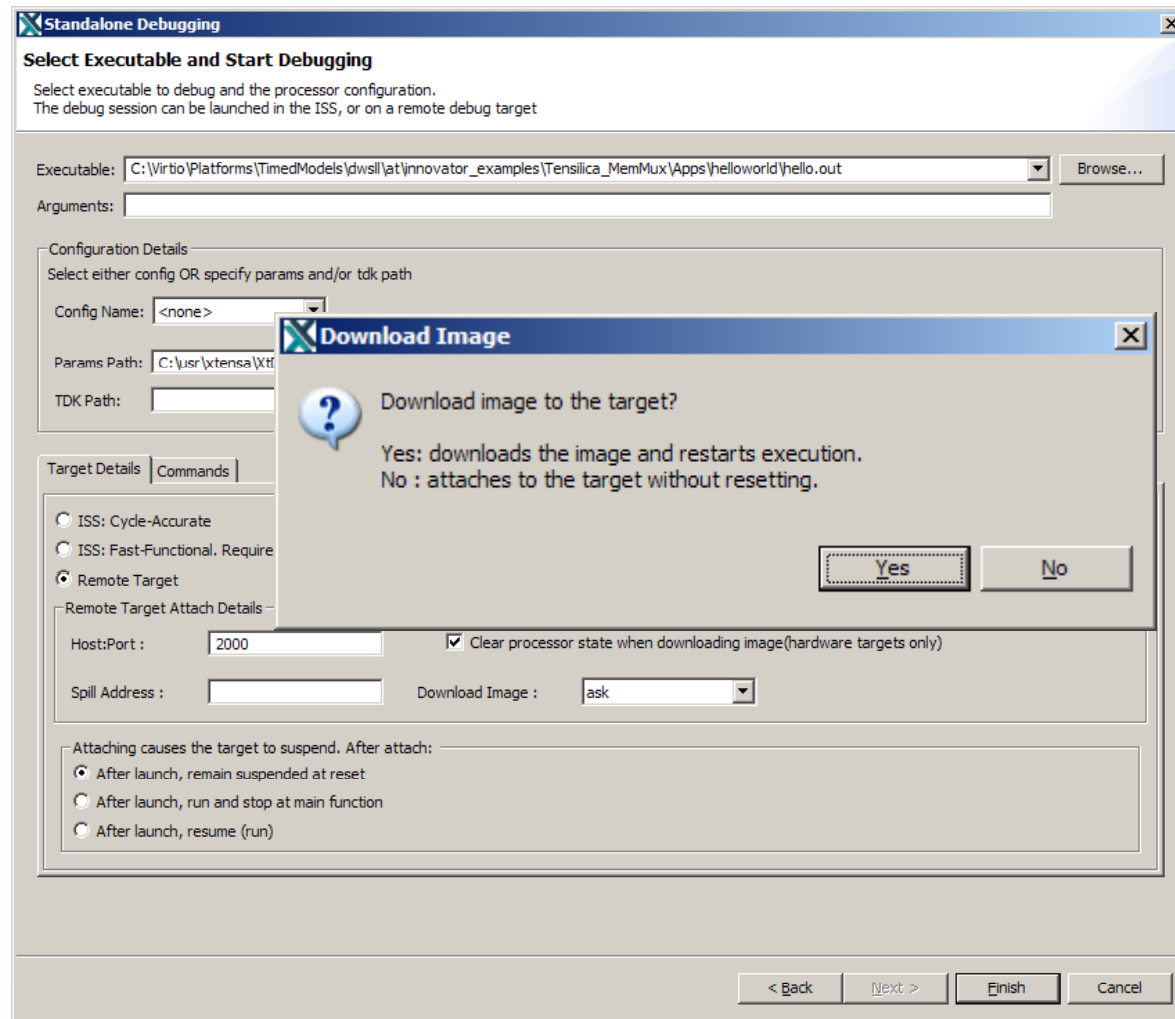 Standalone Debugging
Select Executable and Start Debugging
Select executable to debug and the processor configuration.
The debug session can be launched in the ISS, or on a remote debug target
Executable: C:\Virtio\Platforms\TimedModels\dwsll\at\innovator_examples\Tensilica_MemMux\Apps\helloworld\hello.out Browse...
Arguments:
Configuration Details
Select either config OR specify params and/or tdk path
Config Name: <none>
Download Image
Params Path: C:\usr\xtensa\
TDK Path:
Download image to the target?
Yes: downloads the image and restarts execution.
No : attaches to the target without resetting.
Yes No
Target Details Commands
ISS: Cycle-Accurate
ISS: Fast-Functional. Require
Remote Target
Remote Target Attach Details
Host:Port : 2000 Clear processor state when downloading image(hardware targets only)
Spill Address : Download Image : ask
Attaching causes the target to suspend. After attach:
After launch, remain suspended at reset
After launch, run and stop at main function
After launch, resume (run)
< Back Next > Finish Cancel